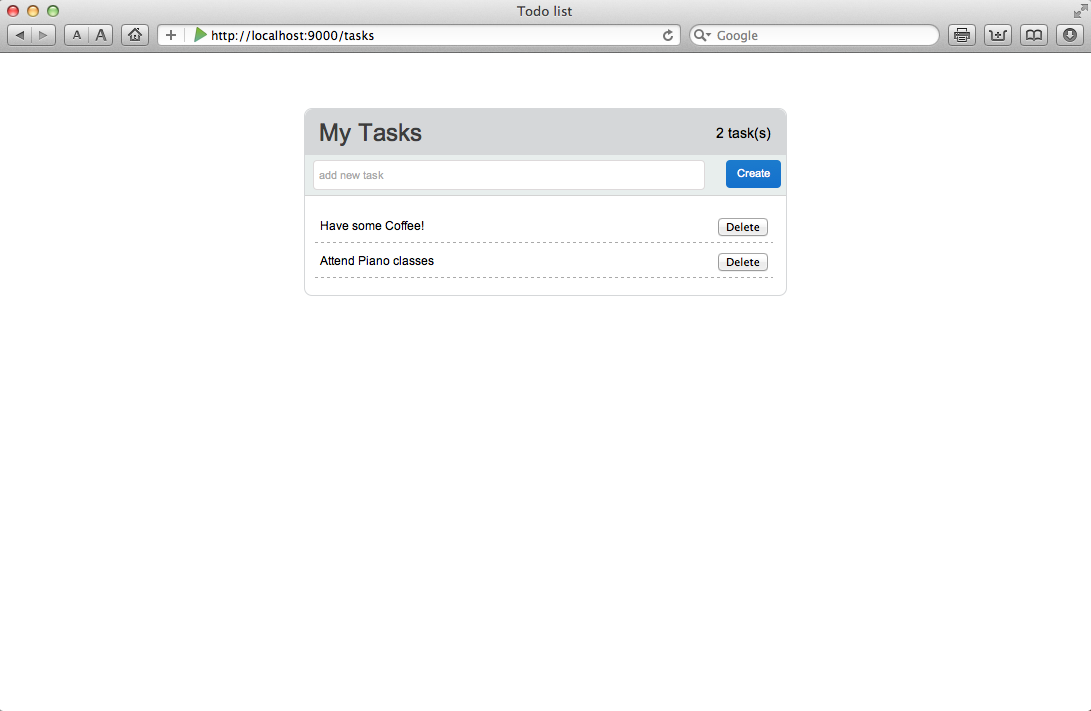 Todo list
A A
http://localhost:9000/tasks
Google
My Tasks
2 task(s)
add new task
Create
Have some Coffee!
Delete
Attend Piano classes
Delete